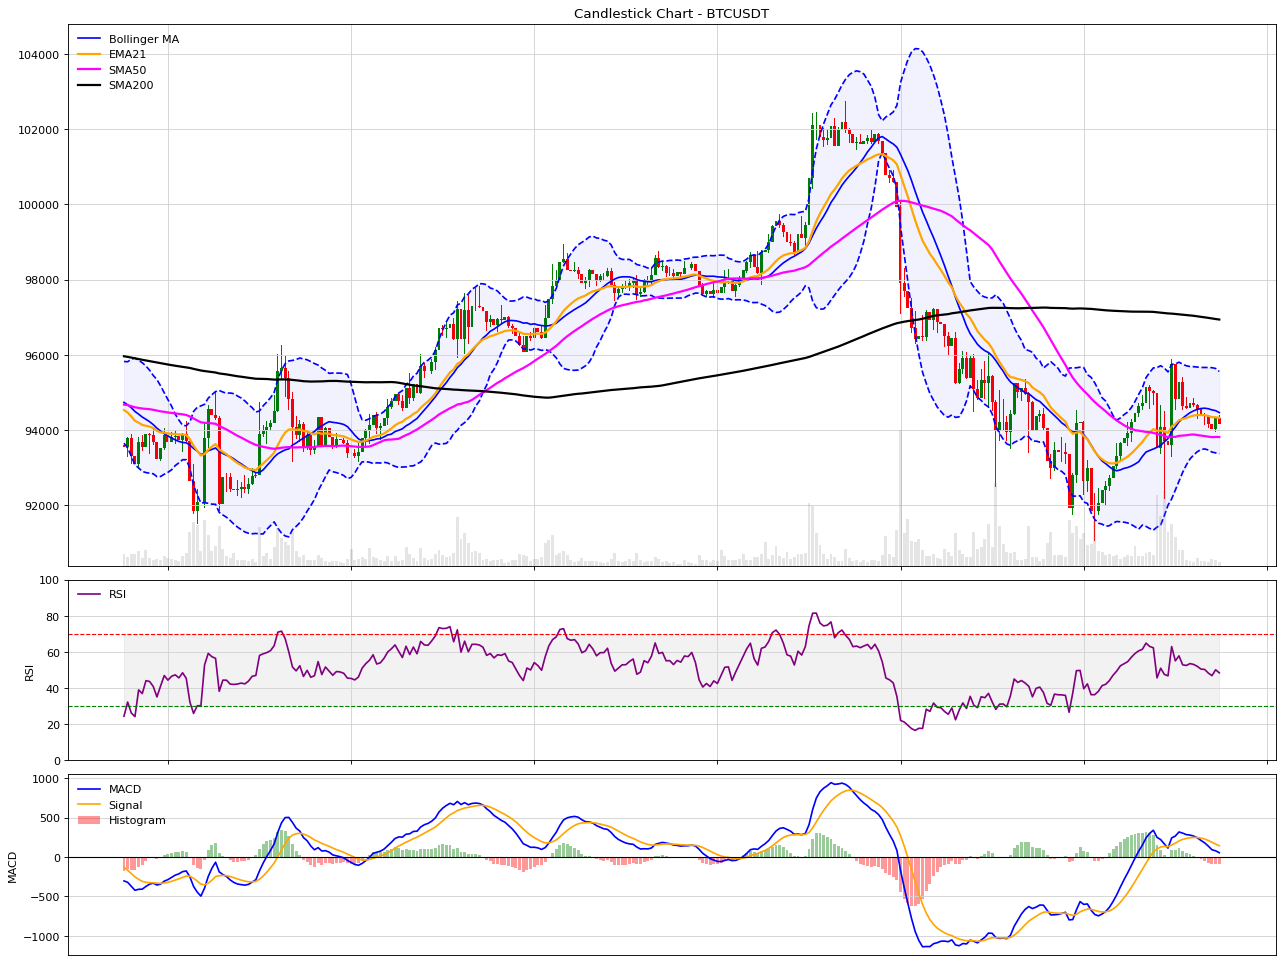 Candlestick Chart - BTCUSDT
Bollinger MA
EMA21
SMA50
SMA200
104000
102000
100000
98000
96000
94000
92000
RSI
100
80
60
40
20
0
RSI
MACD
Signal
Histogram
1000
500
0
−500
−1000
MACD